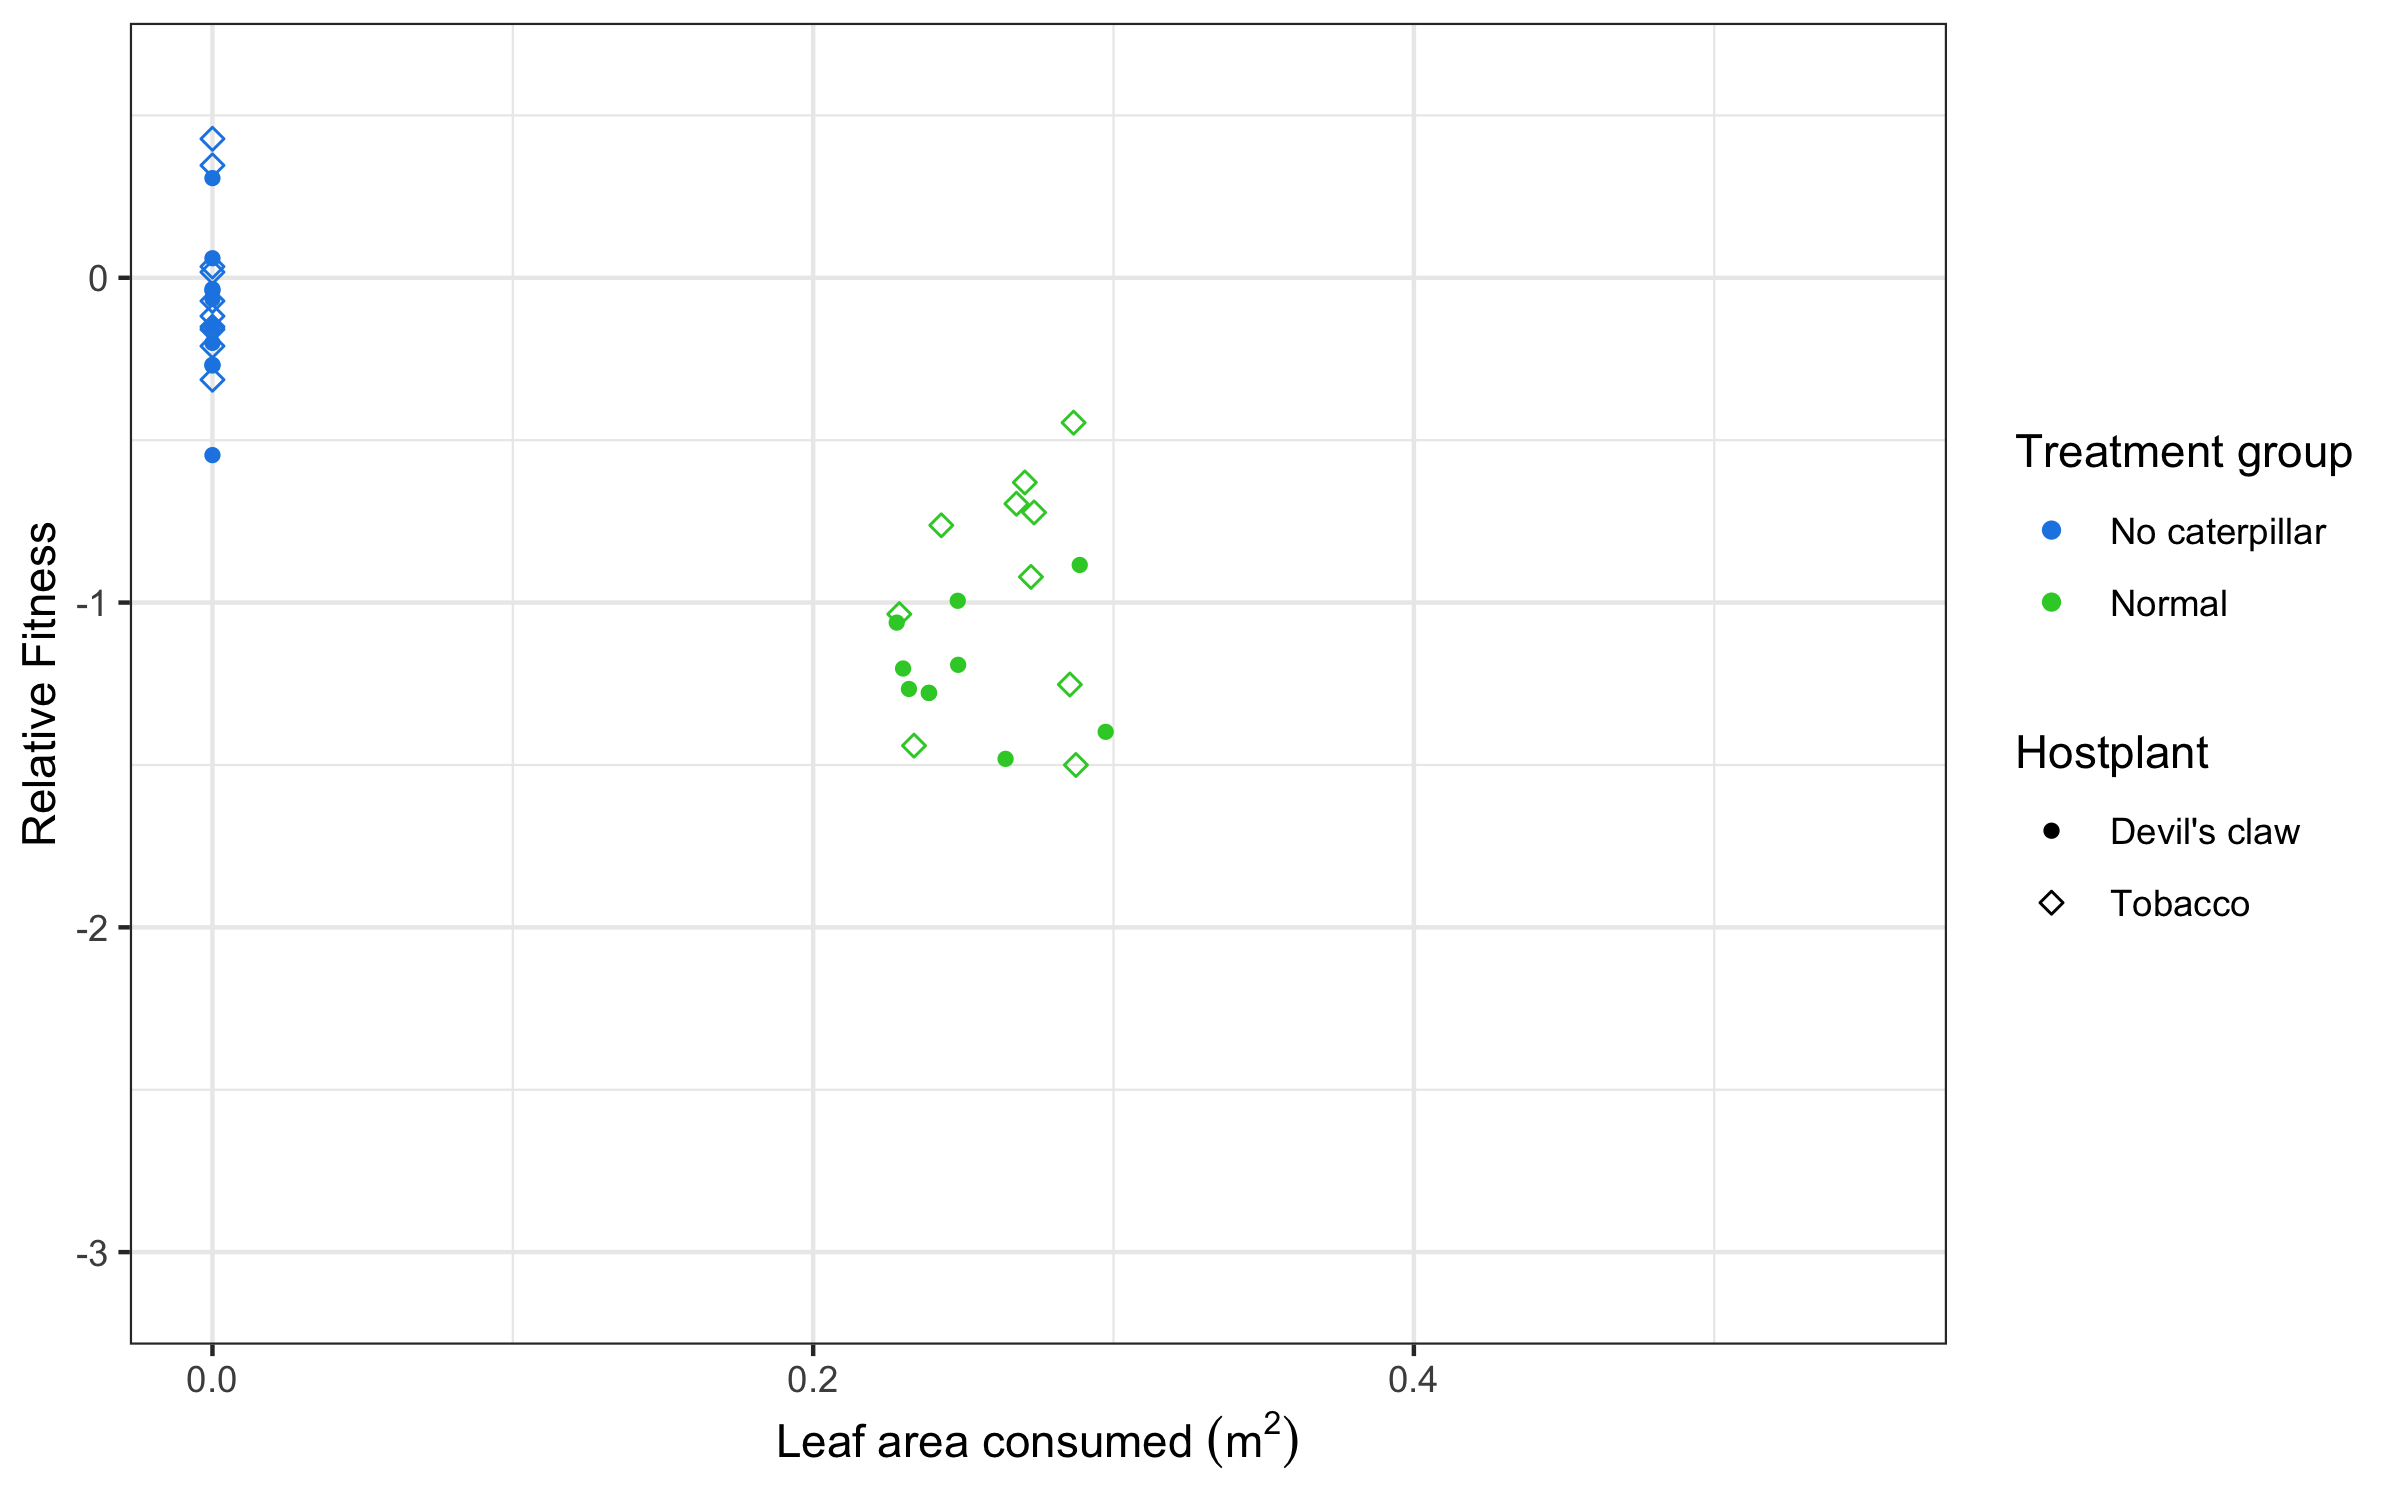 Relative Fitness
0
-1
-2
-3
0.0
0.2
0.4
Leaf area consumed (m²)
Treatment group
No caterpillar
Normal
Hostplant
Devil's claw
Tobacco